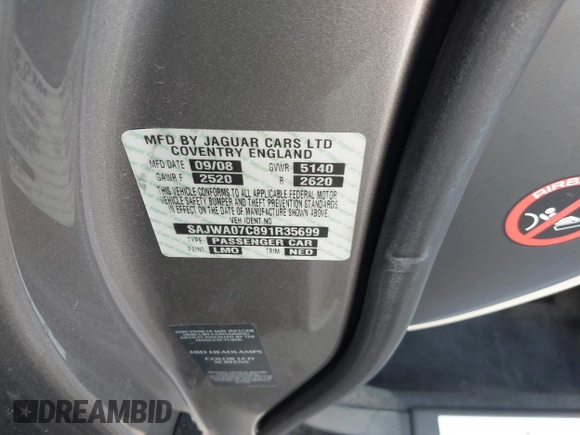 MFD BY JAGUAR CARS LTD
COVENTRY ENGLAND
MFD DATE 09/08 GVWR 5140
GAWR F 2520 R 2620
THIS VEHICLE CONFORMS TO ALL APPLICABLE FEDERAL MOTOR
VEHICLE SAFETY, BUMPER AND THEFT PREVENTION STANDARDS
IN EFFECT ON THE DATE OF MANUFACTURE SHOWN ABOVE.
VEH IDENT NO
SAJWA07C891R35699
TYPE PASSENGER CAR
PAINT LMO TRIM NED
AIRB
HID HEADLAMPS
DREAMBID